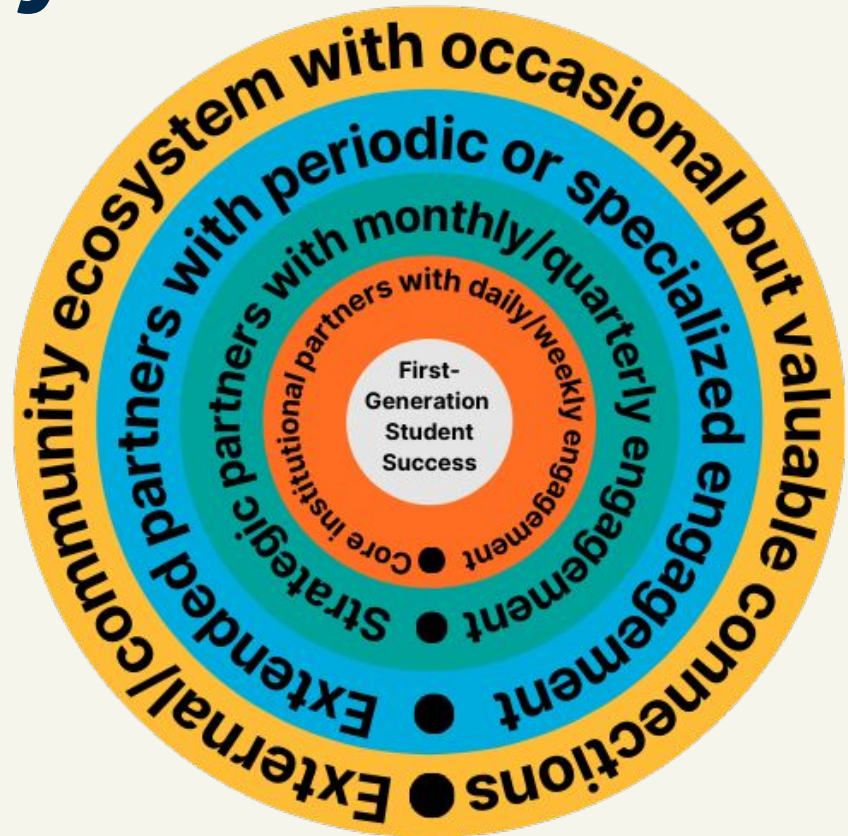 First-
Generation
Student
Success
Core institutional partners with daily/weekly engagement
Strategic partners with monthly/quarterly engagement
Extended partners with periodic or specialized engagement
External/community ecosystem with occasional but valuable connections